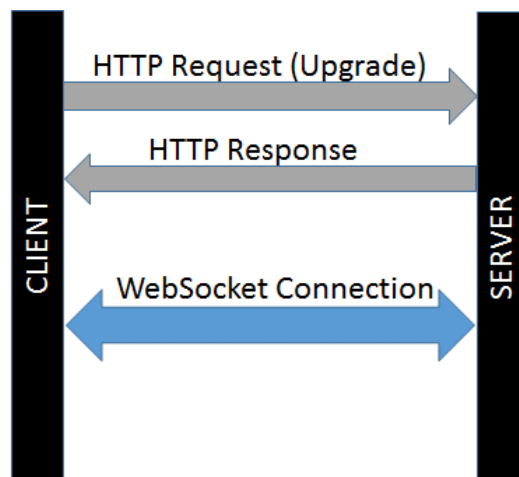 HTTP Request (Upgrade)
HTTP Response
CLIENT
WebSocket Connection
SERVER